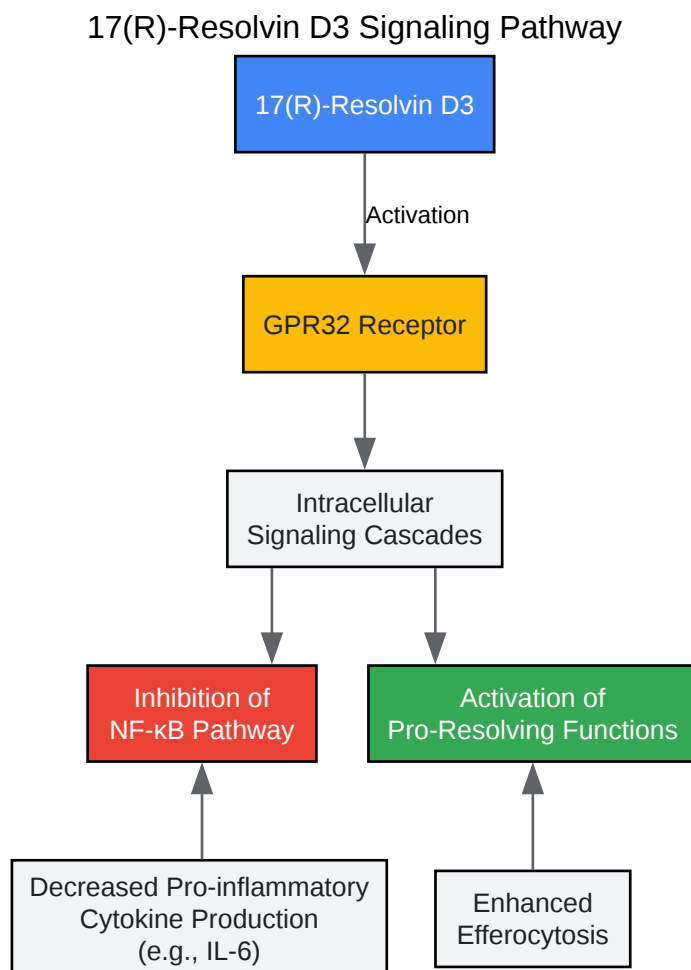 17(R)-Resolvin D3 Signaling Pathway
17(R)-Resolvin D3
Activation
GPR32 Receptor
Intracellular
Signaling Cascades
Inhibition of
NF-κB Pathway
Activation of
Pro-Resolving Functions
Decreased Pro-inflammatory
Cytokine Production
(e.g., IL-6)
Enhanced
Efferocytosis